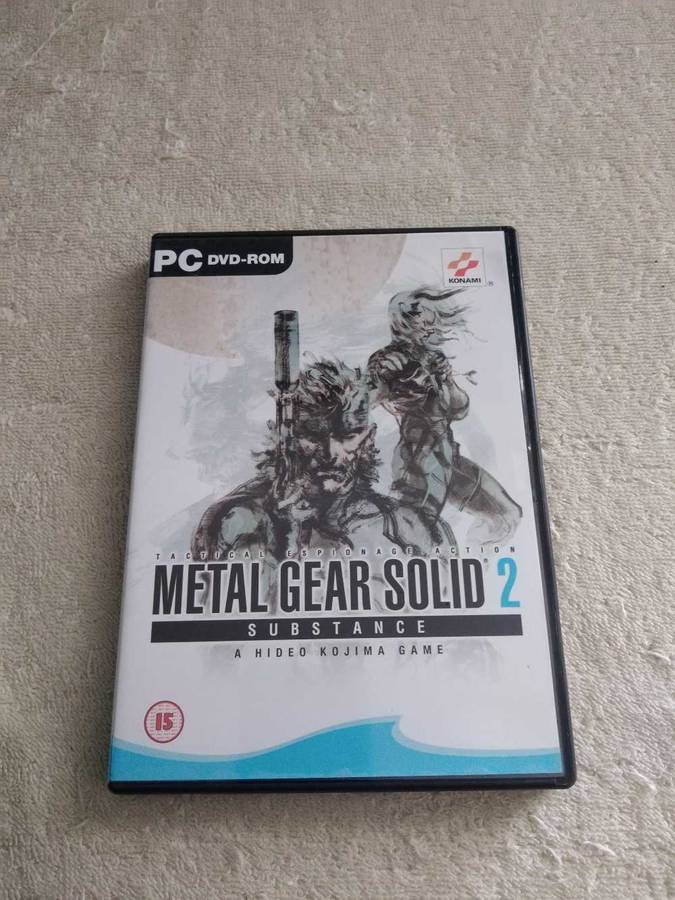 PC DVD-ROM
KONAMI
®
TACTICAL ESPIONAGE ACTION
METAL GEAR SOLID® 2
SUBSTANCE
A HIDEO KOJIMA GAME
15